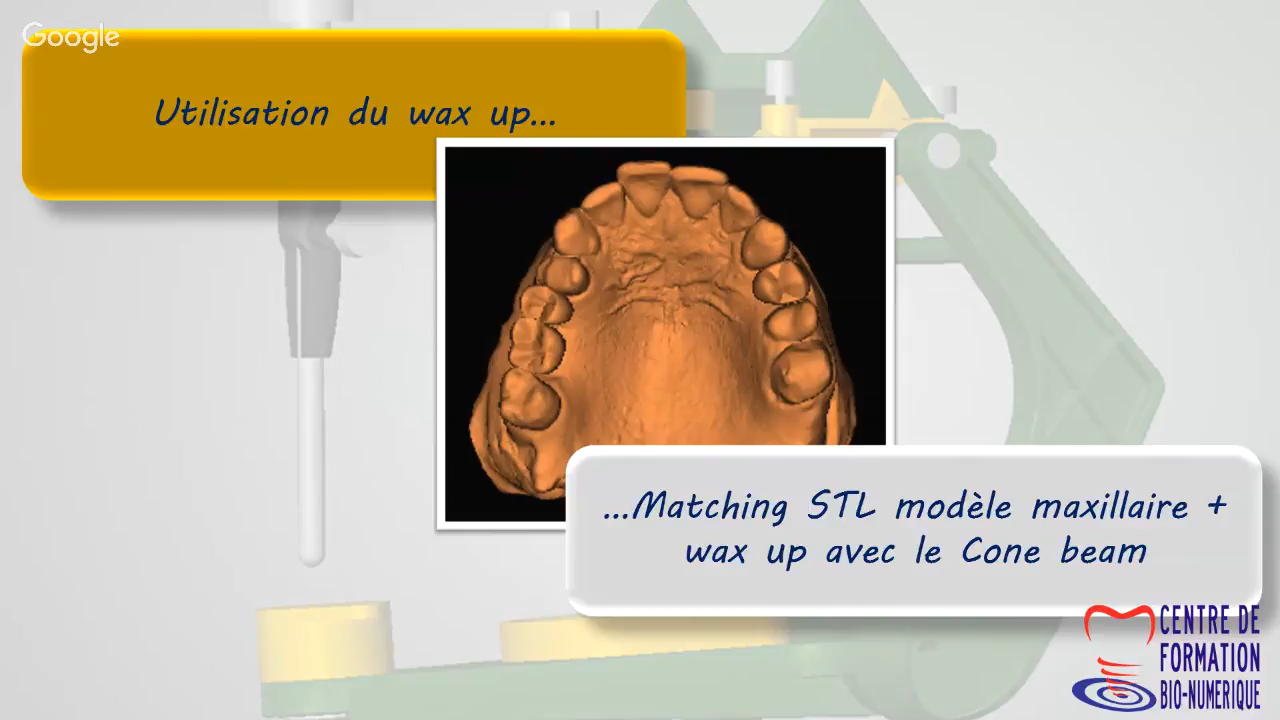 Google
Utilisation du wax up...
...Matching STL modèle maxillaire +
wax up avec le Cone beam
CENTRE DE
FORMATION
BIO-NUMERIQUE